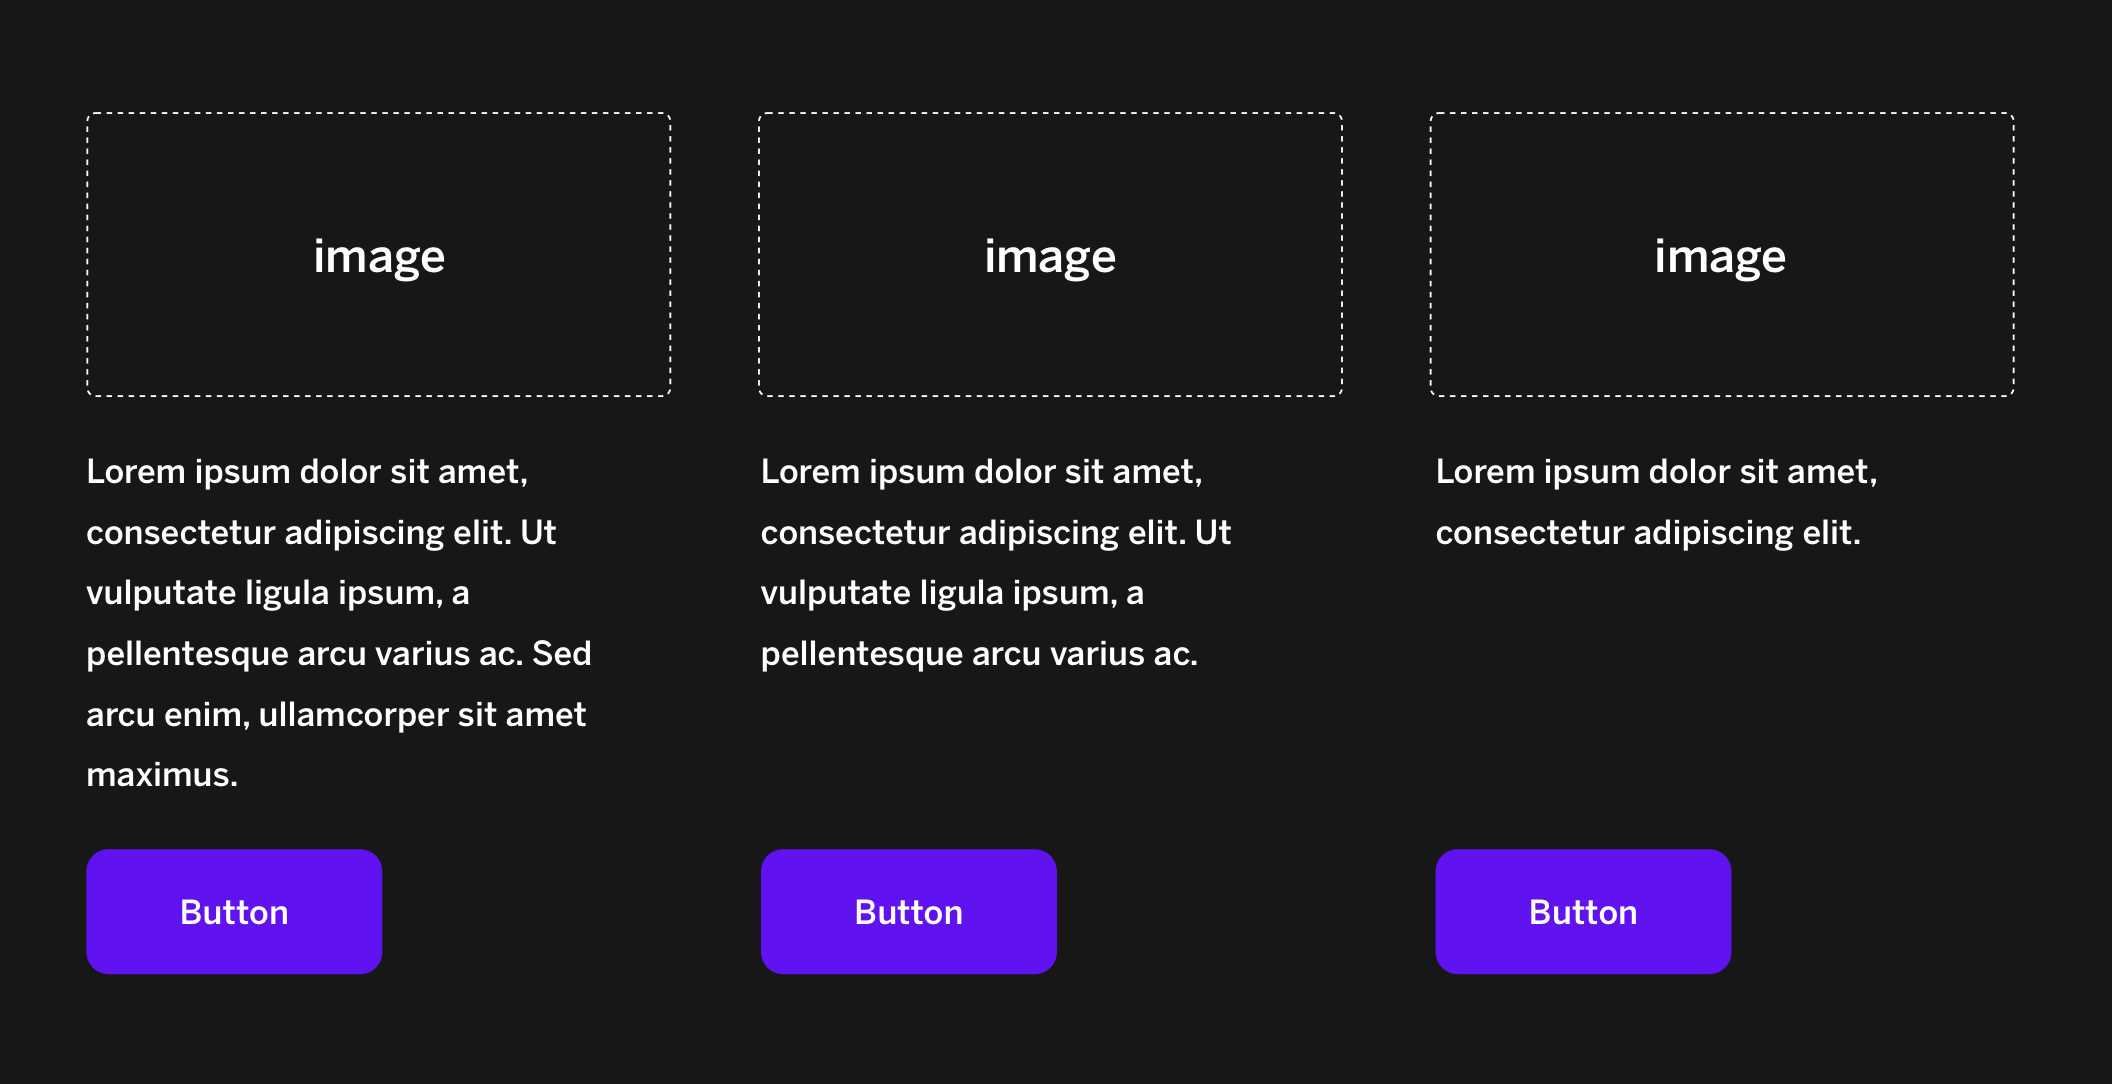 image
image
image
Lorem ipsum dolor sit amet,
consectetur adipiscing elit. Ut
vulputate ligula ipsum, a
pellentesque arcu varius ac. Sed
arcu enim, ullamcorper sit amet
maximus.
Lorem ipsum dolor sit amet,
consectetur adipiscing elit. Ut
vulputate ligula ipsum, a
pellentesque arcu varius ac.
Lorem ipsum dolor sit amet,
consectetur adipiscing elit.
Button
Button
Button